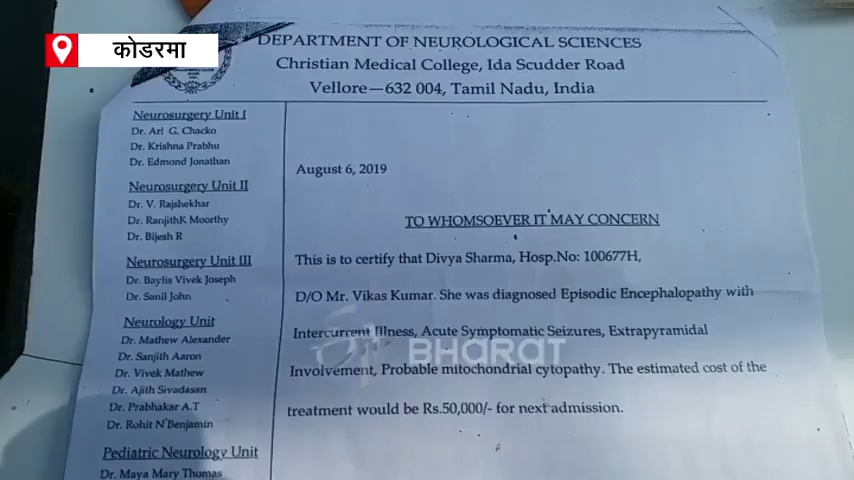 कोडरमा
DEPARTMENT OF NEUROLOGICAL SCIENCES
Christian Medical College, Ida Scudder Road
Vellore—632 004, Tamil Nadu, India
Neurosurgery Unit I
Dr. Ari G. Chacko
Dr. Krishna Prabhu
Dr. Edmond Jonathan
Neurosurgery Unit II
Dr. V. Rajshekhar
Dr. RanjithK Moorthy
Dr. Bijesh R
Neurosurgery Unit III
Dr. Baylis Vivek Joseph
Dr. Sanil John
Neurology Unit
Dr. Mathew Alexander
Dr. Sanjith Aaron
Dr. Vivek Mathew
Dr. Ajith Sivadasan
Dr. Prabhakar A.T
Dr. Rohit N Benjamin
Pediatric Neurology Unit
Dr. Maya Mary Thomas
August 6, 2019
TO WHOMSOEVER IT MAY CONCERN
This is to certify that Divya Sharma, Hosp.No: 100677H,
D/O Mr. Vikas Kumar. She was diagnosed Episodic Encephalopathy with
Intercurrent Illness, Acute Symptomatic Seizures, Extrapyramidal
Involvement, Probable mitochondrial cytopathy. The estimated cost of the
treatment would be Rs.50,000/- for next admission.
BHARAT